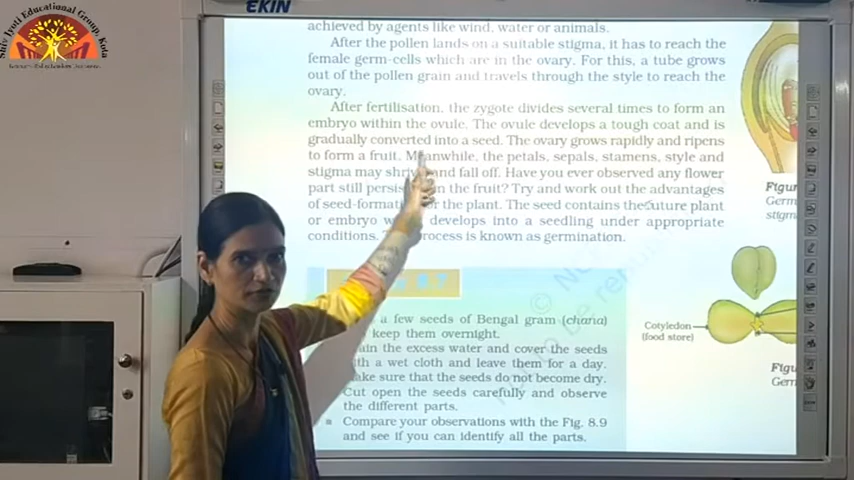 EKIN
Shiv Jyoti Educational Group, Kota
achieved by agents like wind, water or animals.
After the pollen lands on a suitable stigma, it has to reach the
female germ-cells which are in the ovary. For this, a tube grows
out of the pollen grain and travels through the style to reach the
ovary.
After fertilisation, the zygote divides several times to form an
embryo within the ovule. The ovule develops a tough coat and is
gradually converted into a seed. The ovary grows rapidly and ripens
to form a fruit. Meanwhile, the petals, sepals, stamens, style and
stigma may and fall off. Have you ever observed any flower
part still in the fruit? Try and work out the advantages
of seed-formation for the plant. The seed contains the future plant
or embryo develops into a seedling under appropriate
conditions. process is known as germination.
a few seeds of Bengal gram (chana)
keep them overnight.
the excess water and cover the seeds
a wet cloth and leave them for a day.
sure that the seeds do not become dry.
Cut open the seeds carefully and observe
the different parts.
Compare your observations with the Fig. 8.9
and see if you can identify all the parts.
Germ
stigm
Cotyledon
(food store)
Germ